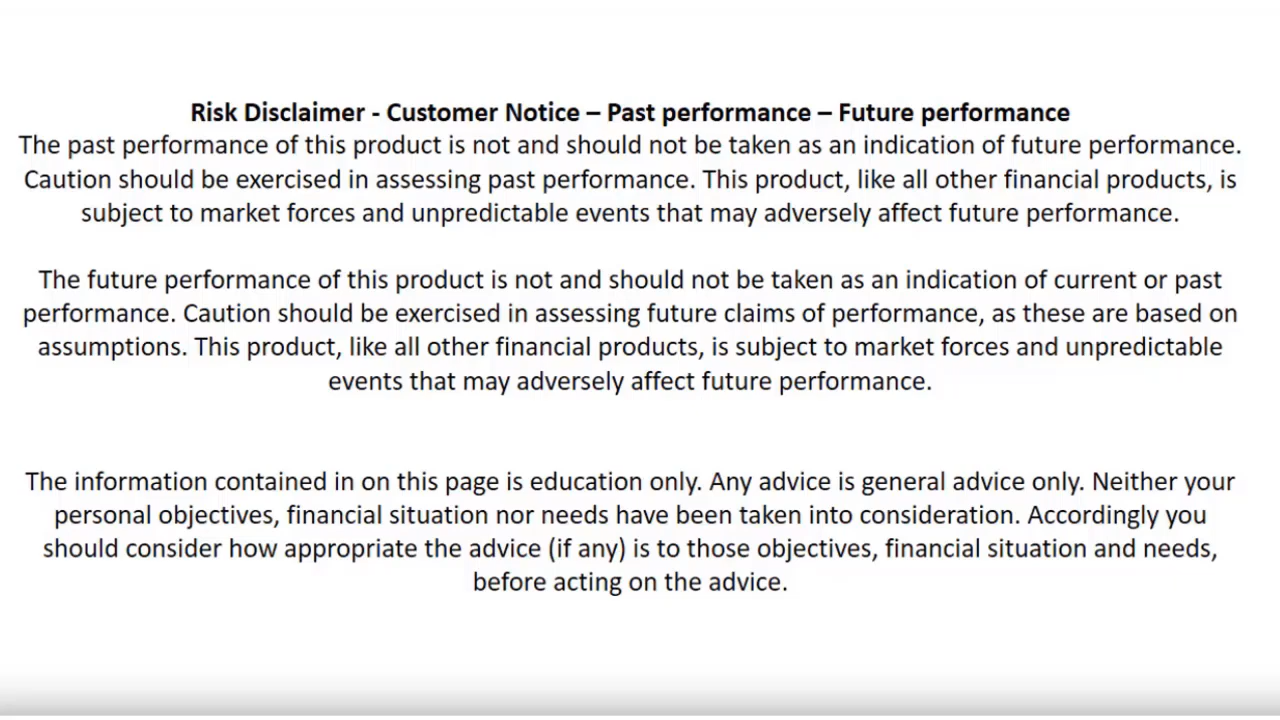 Risk Disclaimer - Customer Notice – Past performance – Future performance
The past performance of this product is not and should not be taken as an indication of future performance.
Caution should be exercised in assessing past performance. This product, like all other financial products, is
subject to market forces and unpredictable events that may adversely affect future performance.
The future performance of this product is not and should not be taken as an indication of current or past
performance. Caution should be exercised in assessing future claims of performance, as these are based on
assumptions. This product, like all other financial products, is subject to market forces and unpredictable
events that may adversely affect future performance.
The information contained in on this page is education only. Any advice is general advice only. Neither your
personal objectives, financial situation nor needs have been taken into consideration. Accordingly you
should consider how appropriate the advice (if any) is to those objectives, financial situation and needs,
before acting on the advice.